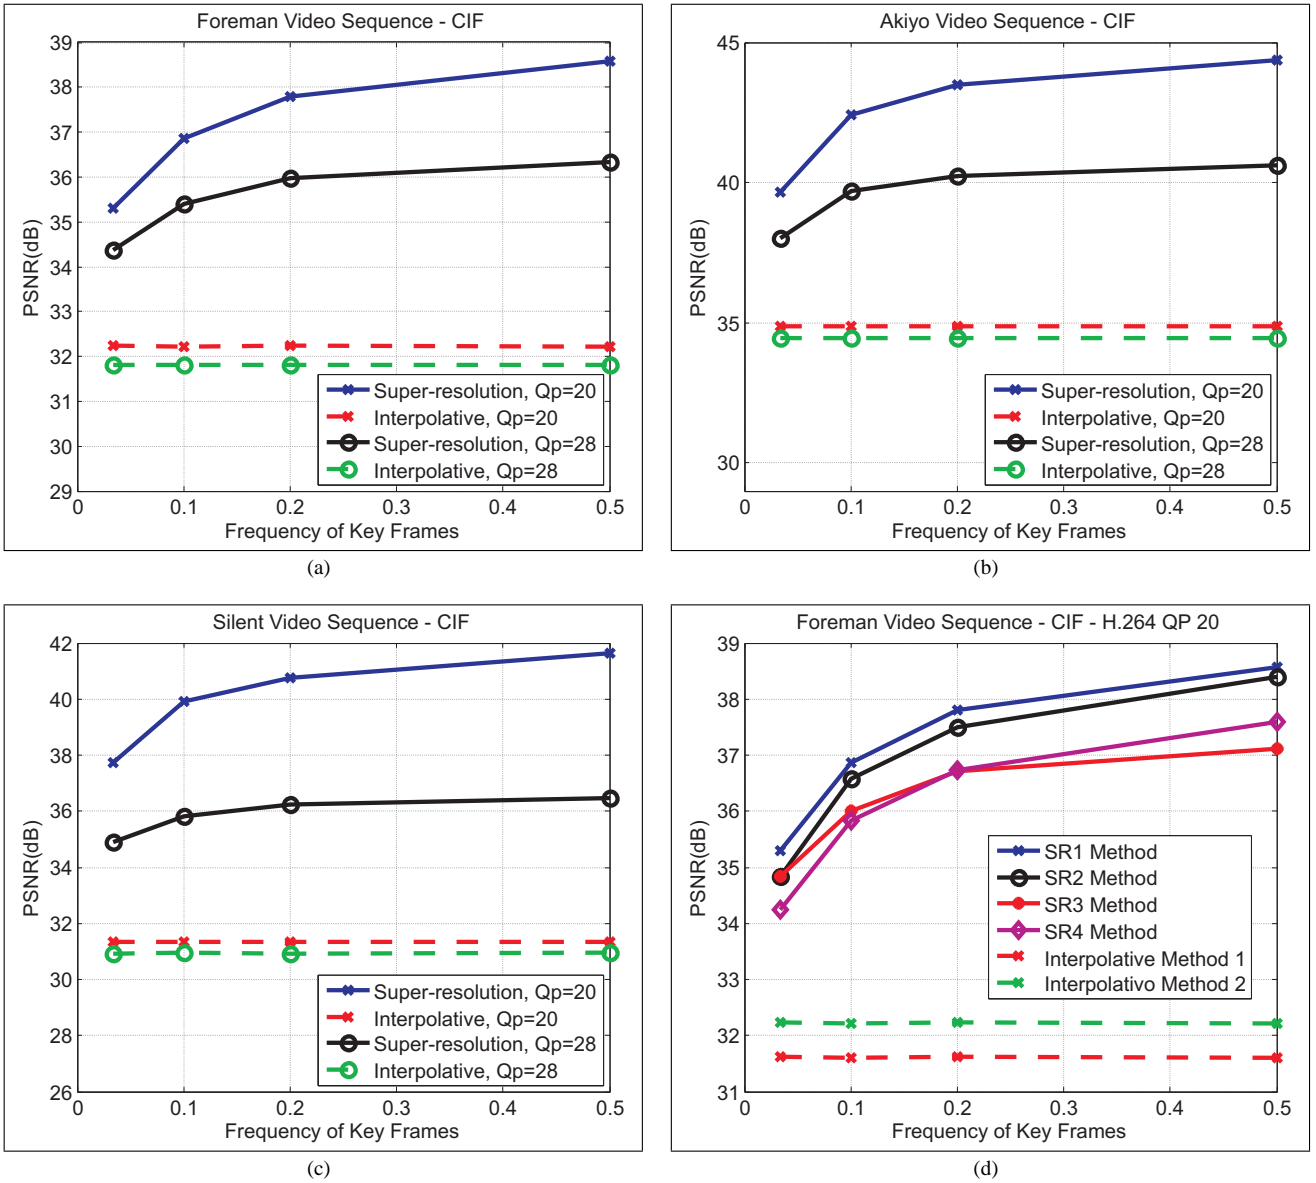 Foreman Video Sequence - CIF
39
38
37
36
35
34
33
32
31
30
29
PSNR(dB)
0 0.1 0.2 0.3 0.4 0.5
Frequency of Key Frames
Super-resolution, Qp=20
Interpolative, Qp=20
Super-resolution, Qp=28
Interpolative, Qp=28
(a)
Akiyo Video Sequence - CIF
45
40
35
30
PSNR(dB)
0 0.1 0.2 0.3 0.4 0.5
Frequency of Key Frames
Super-resolution, Qp=20
Interpolative, Qp=20
Super-resolution, Qp=28
Interpolative, Qp=28
(b)
Silent Video Sequence - CIF
42
40
38
36
34
32
30
28
26
PSNR(dB)
0 0.1 0.2 0.3 0.4 0.5
Frequency of Key Frames
Super-resolution, Qp=20
Interpolative, Qp=20
Super-resolution, Qp=28
Interpolative, Qp=28
(c)
Foreman Video Sequence - CIF - H.264 QP 20
39
38
37
36
35
34
33
32
31
PSNR(dB)
0 0.1 0.2 0.3 0.4 0.5
Frequency of Key Frames
SR1 Method
SR2 Method
SR3 Method
SR4 Method
Interpolative Method 1
Interpolativo Method 2
(d)